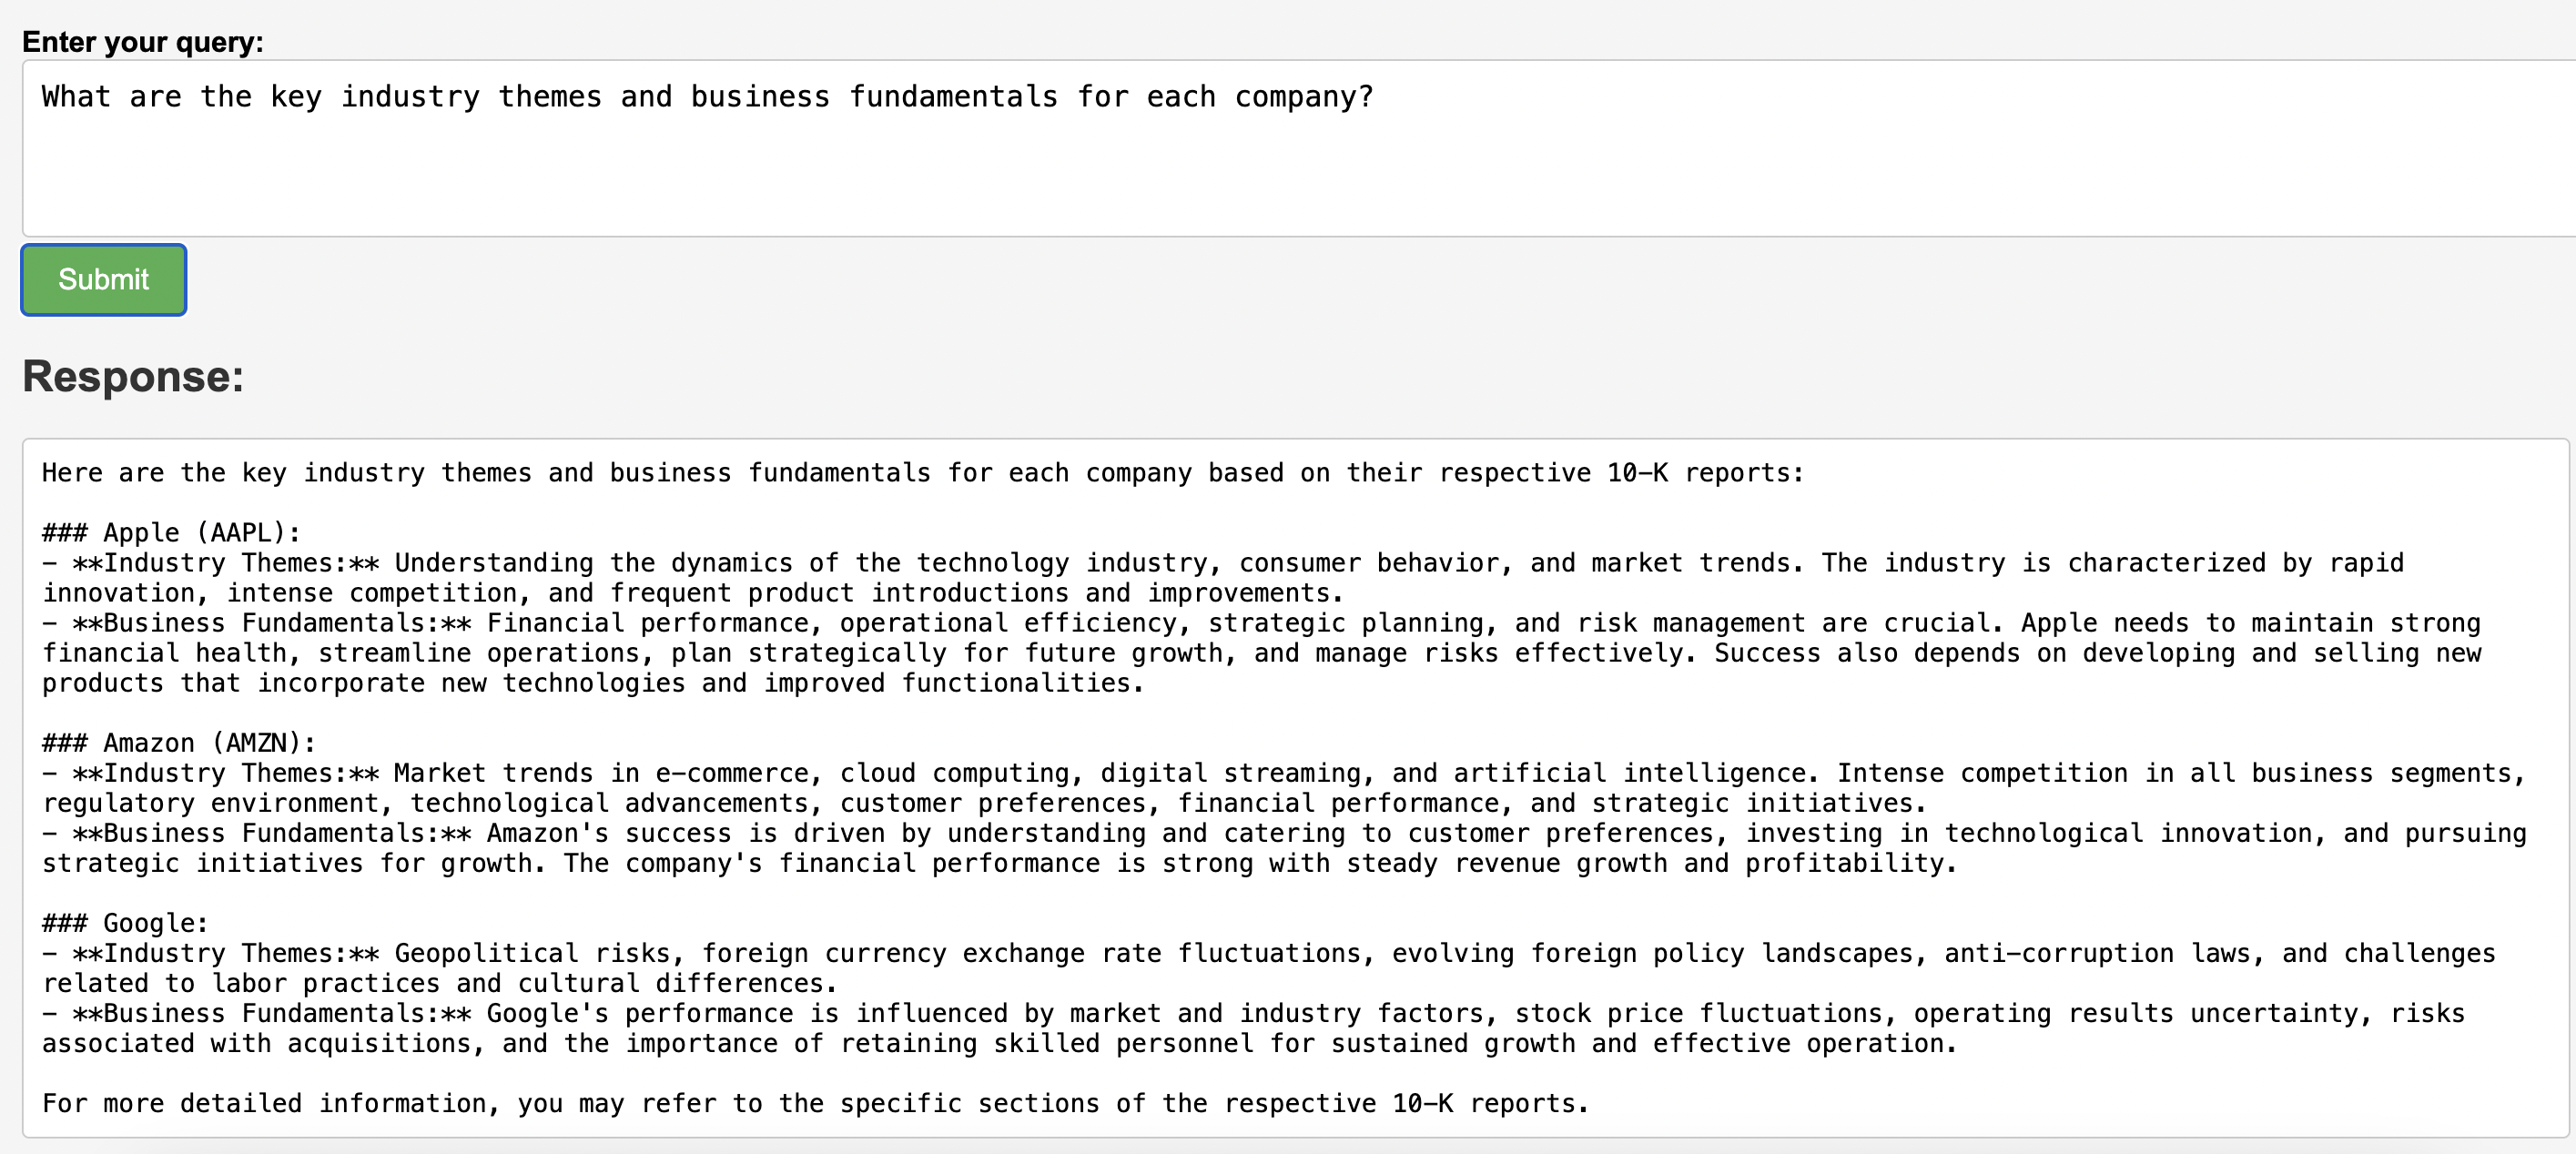 Enter your query:
What are the key industry themes and business fundamentals for each company?
Submit
Response:
Here are the key industry themes and business fundamentals for each company based on their respective 10-K reports:
### Apple (AAPL):
- **Industry Themes:** Understanding the dynamics of the technology industry, consumer behavior, and market trends. The industry is characterized by rapid
innovation, intense competition, and frequent product introductions and improvements.
- **Business Fundamentals:** Financial performance, operational efficiency, strategic planning, and risk management are crucial. Apple needs to maintain strong
financial health, streamline operations, plan strategically for future growth, and manage risks effectively. Success also depends on developing and selling new
products that incorporate new technologies and improved functionalities.
### Amazon (AMZN):
- **Industry Themes:** Market trends in e-commerce, cloud computing, digital streaming, and artificial intelligence. Intense competition in all business segments,
regulatory environment, technological advancements, customer preferences, financial performance, and strategic initiatives.
- **Business Fundamentals:** Amazon's success is driven by understanding and catering to customer preferences, investing in technological innovation, and pursuing
strategic initiatives for growth. The company's financial performance is strong with steady revenue growth and profitability.
### Google:
- **Industry Themes:** Geopolitical risks, foreign currency exchange rate fluctuations, evolving foreign policy landscapes, anti-corruption laws, and challenges
related to labor practices and cultural differences.
- **Business Fundamentals:** Google's performance is influenced by market and industry factors, stock price fluctuations, operating results uncertainty, risks
associated with acquisitions, and the importance of retaining skilled personnel for sustained growth and effective operation.
For more detailed information, you may refer to the specific sections of the respective 10-K reports.